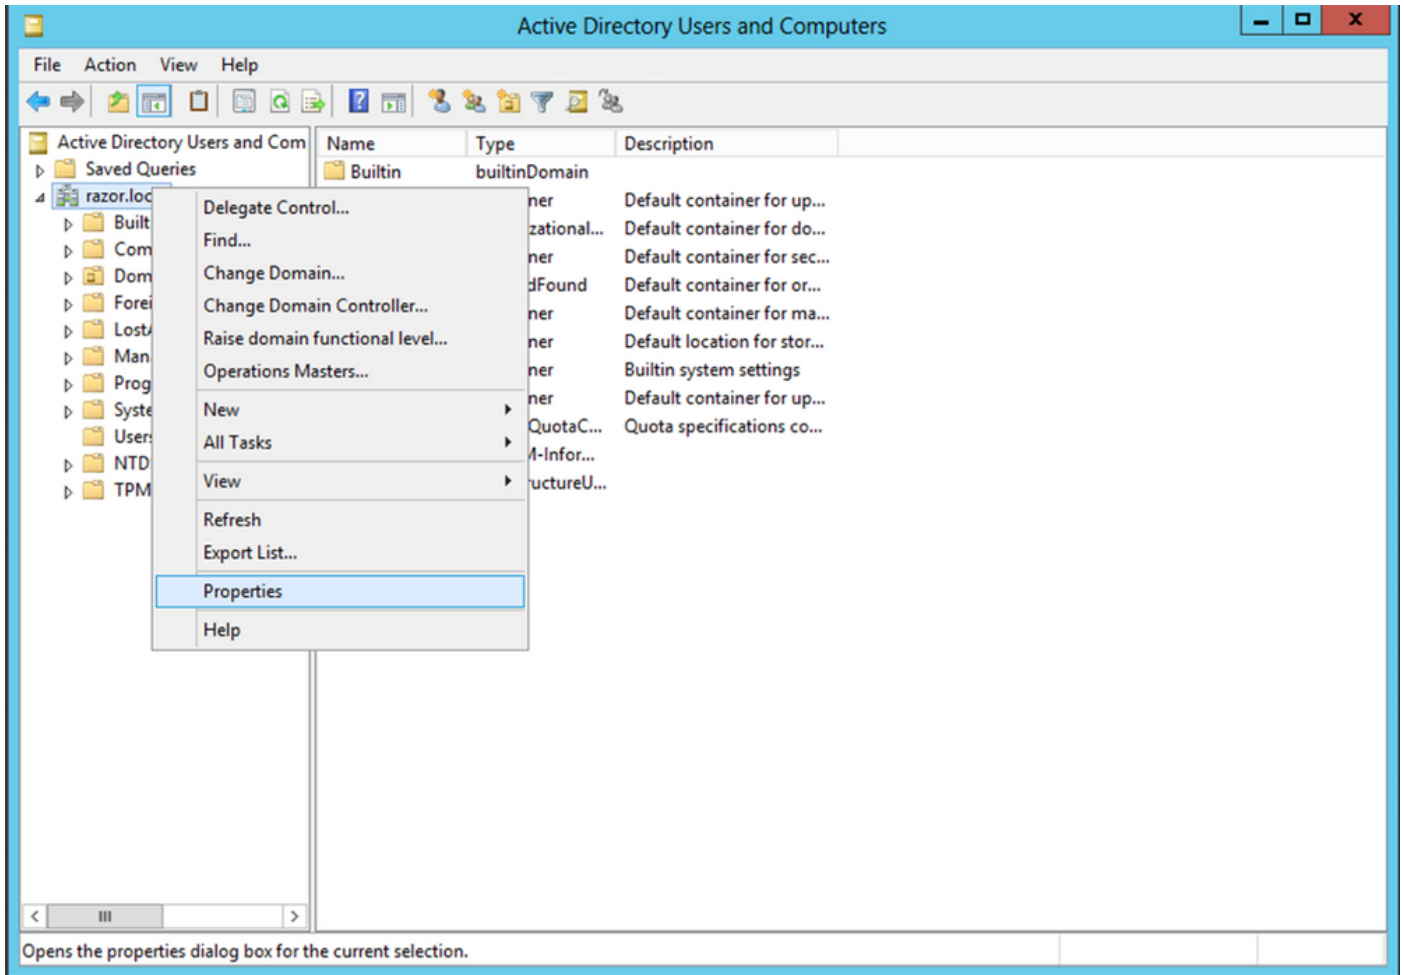 Active Directory Users and Computers
File Action View Help
Active Directory Users and Com
Saved Queries
razor.loc
Built
Com
Dom
Forei
LostA
Man
Prog
Syste
Users
NTD
TPM
Name Type Description
Builtin builtinDomain
ner Default container for up...
zational... Default container for do...
ner Default container for sec...
dFound Default container for or...
ner Default container for ma...
ner Default location for stor...
ner Builtin system settings
ner Default container for up...
QuotaC... Quota specifications co...
M-Infor...
uctureU...
Delegate Control...
Find...
Change Domain...
Change Domain Controller...
Raise domain functional level...
Operations Masters...
New
All Tasks
View
Refresh
Export List...
Properties
Help
Opens the properties dialog box for the current selection.